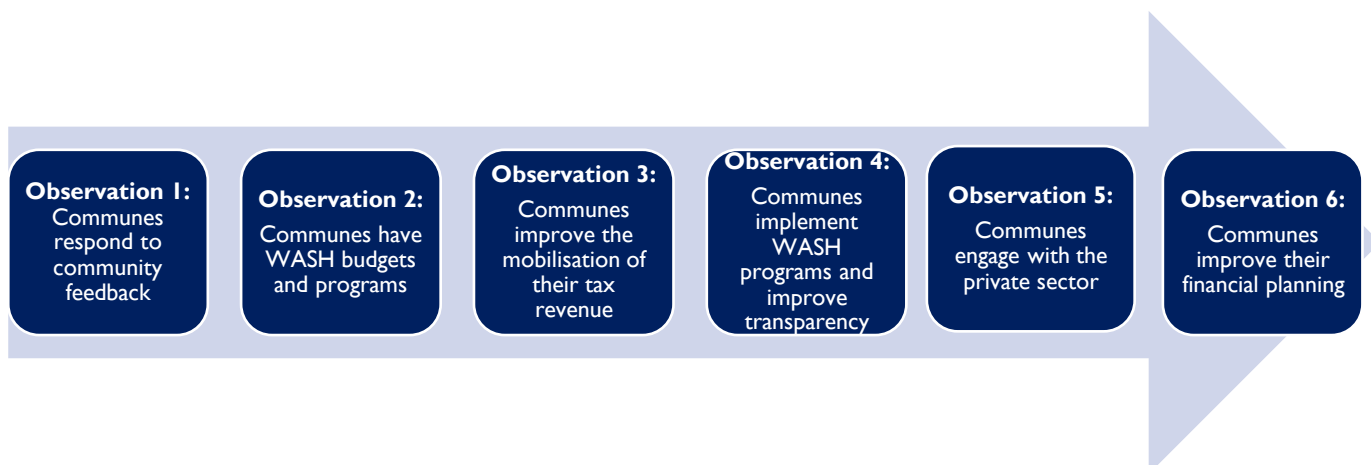 Observation 1:
Communes
respond to
community
feedback
Observation 2:
Communes have
WASH budgets
and programs
Observation 3:
Communes
improve the
mobilisation of
their tax
revenue
Observation 4:
Communes
implement
WASH
programs and
improve
transparency
Observation 5:
Communes
engage with the
private sector
Observation 6:
Communes
improve their
financial planning